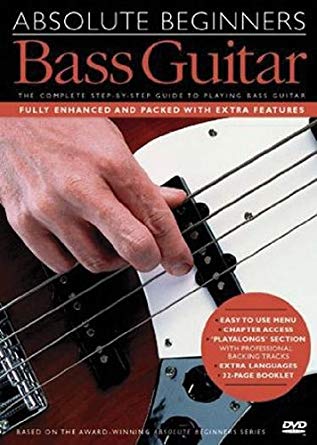 ABSOLUTE BEGINNERS
Bass Guitar
THE COMPLETE STEP-BY-STEP GUIDE TO PLAYING BASS GUITAR
FULLY ENHANCED AND PACKED WITH EXTRA FEATURES
• EASY TO USE MENU
• CHAPTER ACCESS
• 'PLAYALONGS' SECTION
WITH PROFESSIONAL
BACKING TRACKS
• EXTRA LANGUAGES
• 32-PAGE BOOKLET
BASED ON THE AWARD-WINNING ABSOLUTE BEGINNERS SERIES
DVD